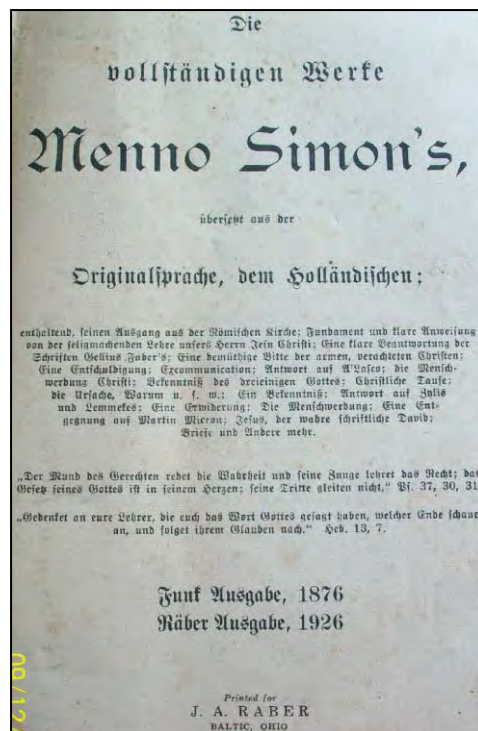 Die
vollständigen Werke
Menno Simon's,
übersetzt aus der
Originalsprache, dem Holländischen;
enthaltend, seinen Ausgang aus der Römischen Kirche; Fundament und klare Anweisung
von der seligmachenden Lehre unsers Herrn Jesu Christi; Eine klare Beantwortung der
Schriften Gellius Faber's; Eine demüthige Bitte der armen, verachteten Christen;
Eine Entschuldigung; Excommunication; Antwort auf A'Lasco; die Mensch-
werdung Christi; Bekenntniß des dreieinigen Gottes; Christliche Taufe;
die Ursache, Warum u. s. w.; Ein Bekenntniß; Antwort auf Zylis
und Lemmekes; Eine Erwiderung; Die Menschwerdung; Eine Ent-
gegnung auf Martin Micron; Jesus, der wahre schriftliche David;
Briefe und Andere mehr.
„Der Mund des Gerechten redet die Wahrheit und seine Zunge lehret das Recht; das
Gesetz seines Gottes ist in seinem Herzen; seine Tritte gleiten nicht.“ Ps. 37, 30, 31
„Gedenket an eure Lehrer, die euch das Wort Gottes gesagt haben, welcher Ende schauet
an, und folget ihrem Glauben nach.“ Heb. 13, 7.
Funk Ausgabe, 1876
Räber Ausgabe, 1926
Printed for
J. A. RABER
BALTIC, OHIO